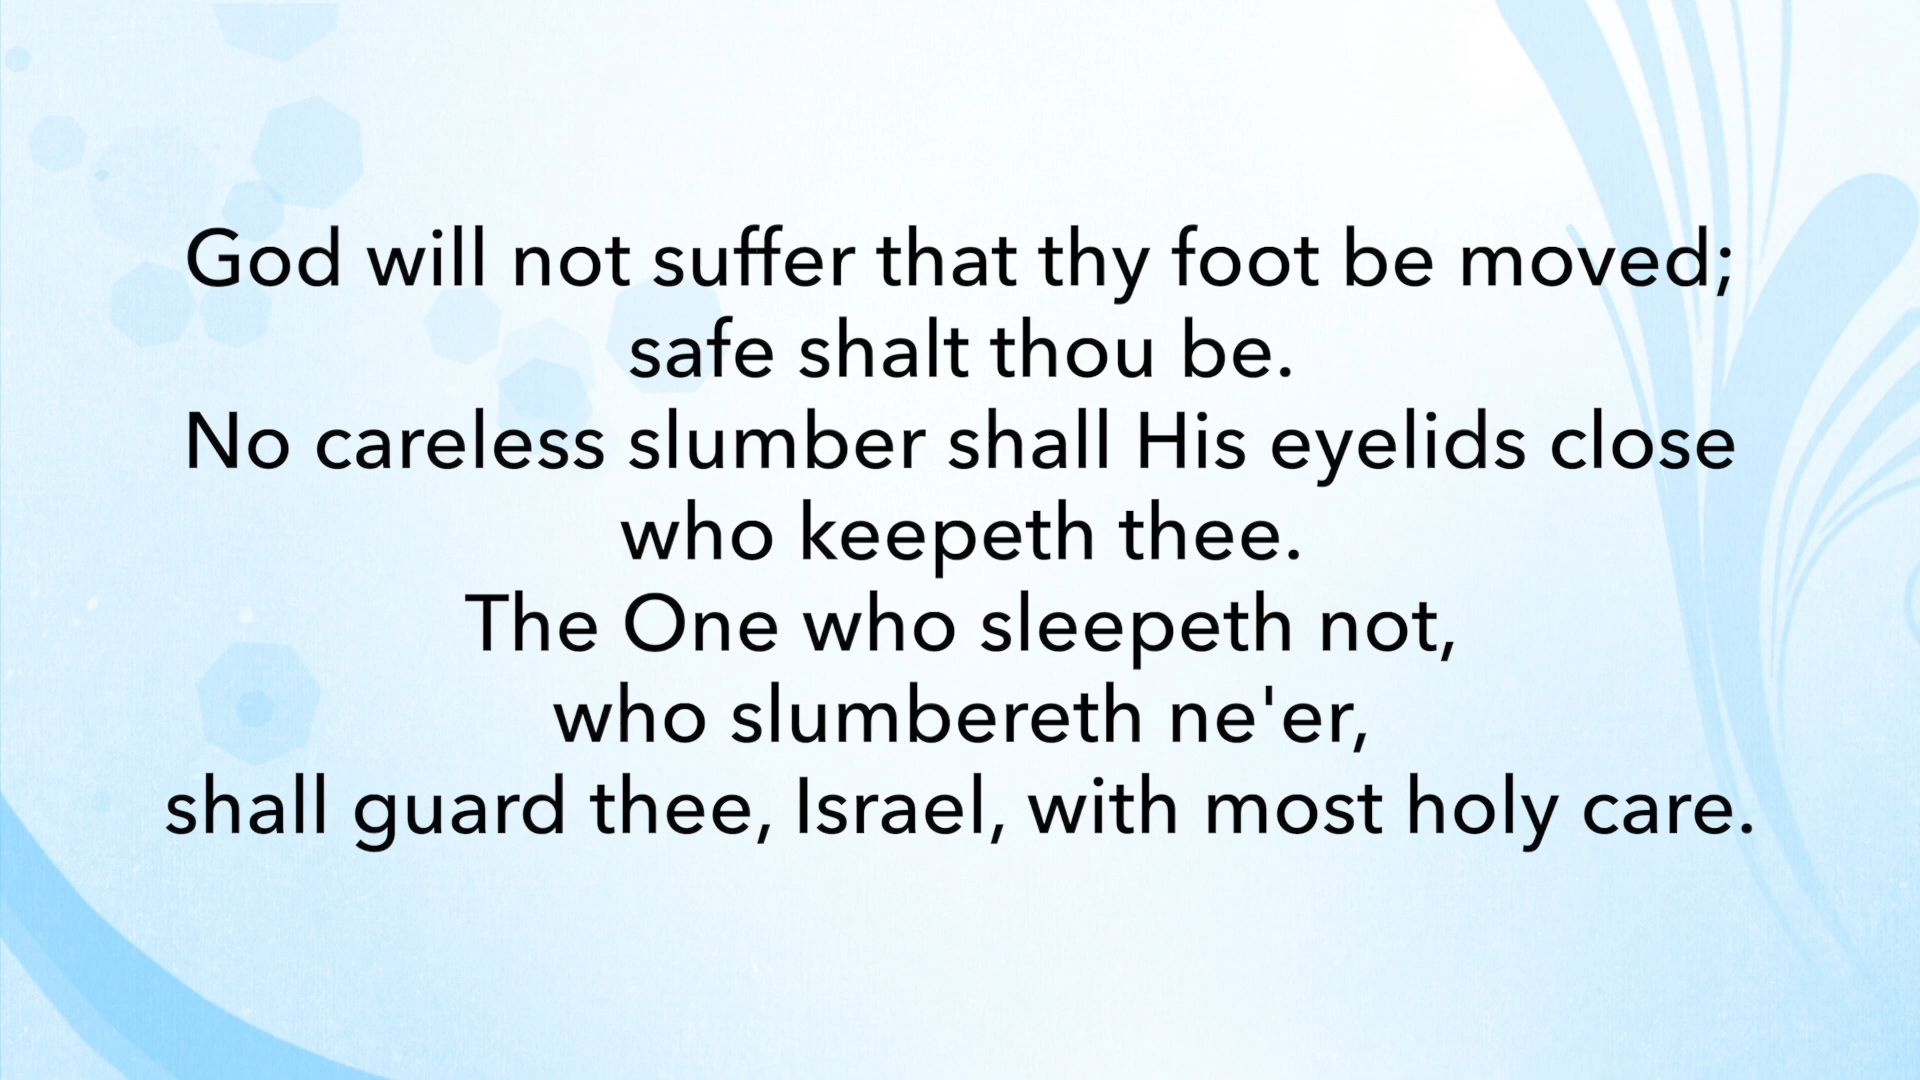 God will not suffer that thy foot be moved;
safe shalt thou be.
No careless slumber shall His eyelids close
who keepeth thee.
The One who sleepeth not,
who slumbereth ne'er,
shall guard thee, Israel, with most holy care.